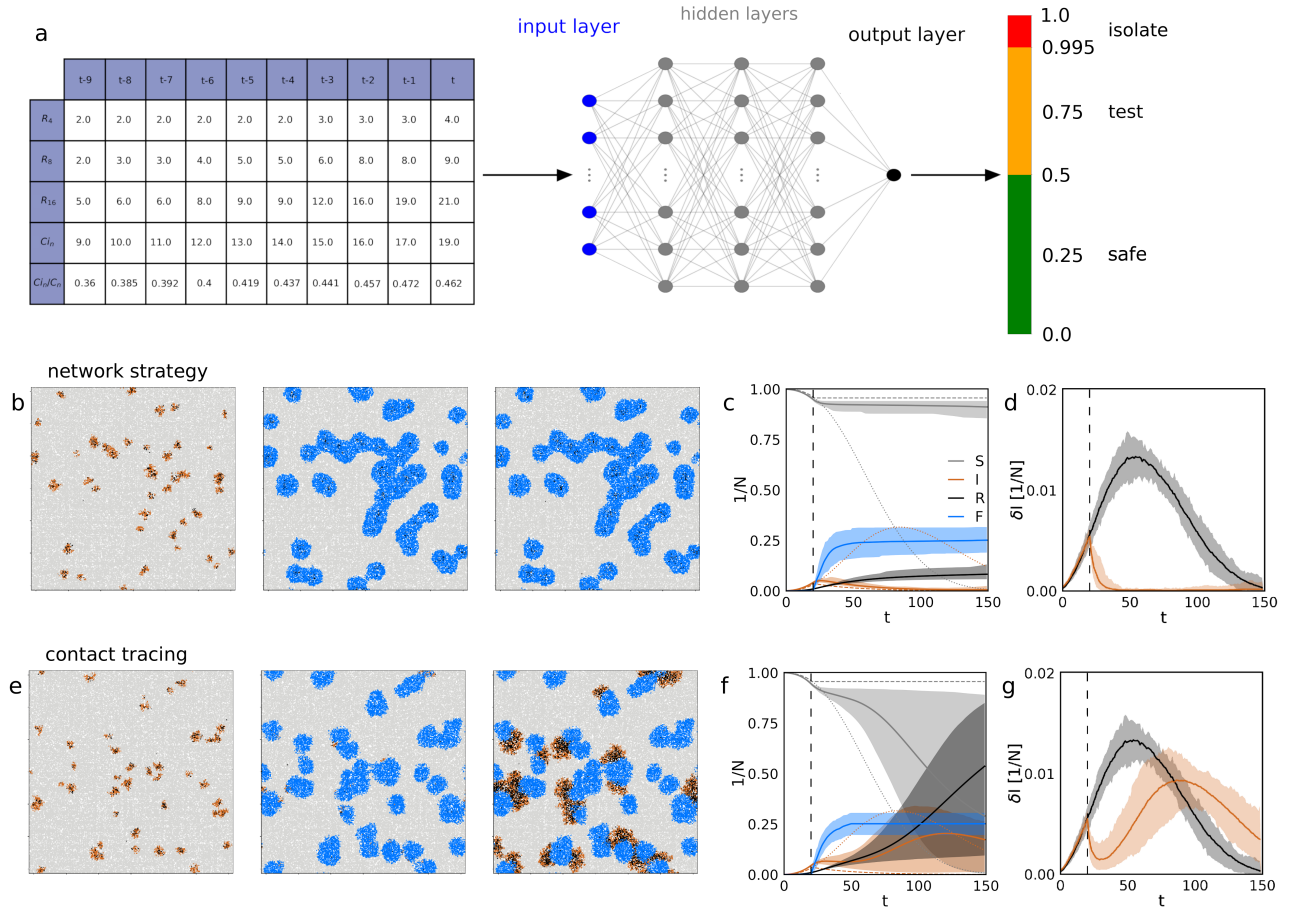 a
input layer
hidden layers
output layer
t-9 t-8 t-7 t-6 t-5 t-4 t-3 t-2 t-1 t
R4 2.0 2.0 2.0 2.0 2.0 2.0 3.0 3.0 3.0 4.0
R8 2.0 3.0 3.0 4.0 5.0 5.0 6.0 8.0 8.0 9.0
R16 5.0 6.0 6.0 8.0 9.0 9.0 12.0 16.0 19.0 21.0
Cin 9.0 10.0 11.0 12.0 13.0 14.0 15.0 16.0 17.0 19.0
Cin/Cn 0.36 0.385 0.392 0.4 0.419 0.437 0.441 0.457 0.472 0.462
1.0
isolate
0.995
0.75 test
0.5
0.25 safe
0.0
network strategy
b
c
1.00
0.75
0.50
0.25
0.00
1/N
S
I
R
F
0 50 100 150
t
d
0.02
0.01
0.00
δI [1/N]
0 50 100 150
t
contact tracing
e
f
1.00
0.75
0.50
0.25
0.00
1/N
0 50 100 150
t
g
0.02
0.01
0.00
δI [1/N]
0 50 100 150
t